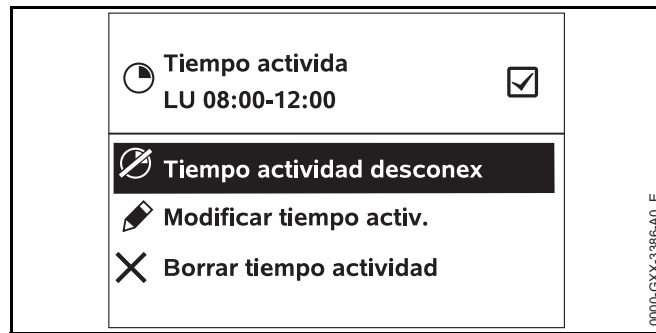 Tiempo activida
LU 08:00-12:00
Tiempo actividad desconex
Modificar tiempo activ.
Borrar tiempo actividad
0000-GXX-3386-A0_E